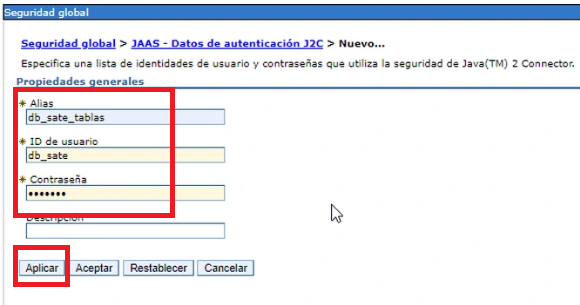 Seguridad global
Seguridad global > JAAS - Datos de autenticación J2C > Nuevo...
Especifica una lista de identidades de usuario y contraseñas que utiliza la seguridad de Java(TM) 2 Connector.
Propiedades generales
* Alias
db_sate_tablas
* ID de usuario
db_sate
* Contraseña
•••••••
Descripción
Aplicar Aceptar Restablecer Cancelar